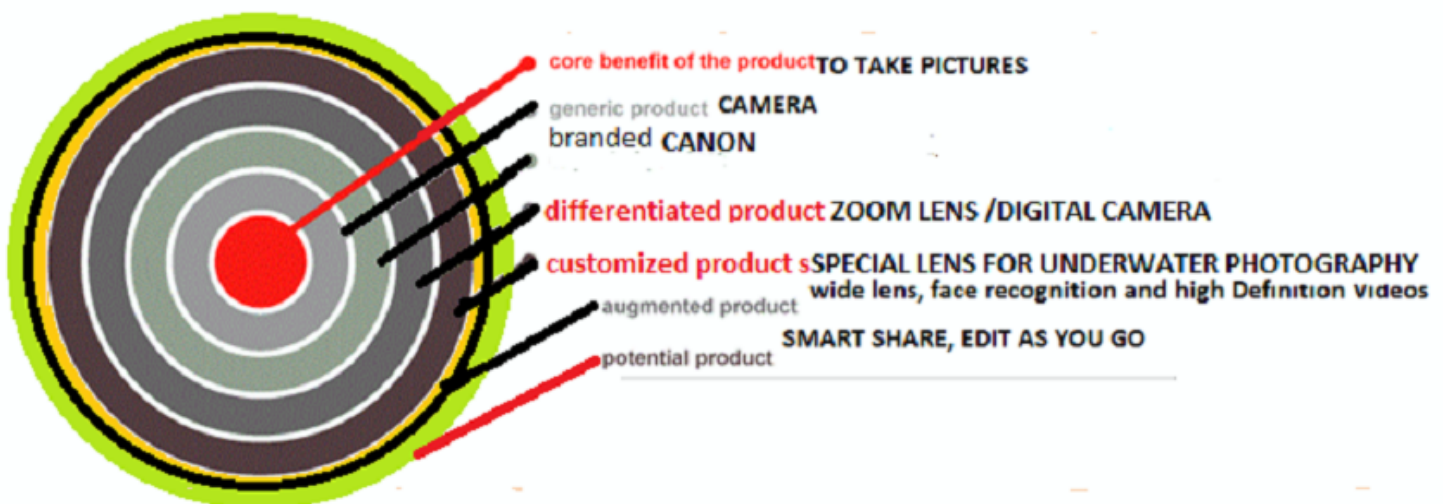 core benefit of the product TO TAKE PICTURES
generic product CAMERA
branded CANON
differentiated product ZOOM LENS /DIGITAL CAMERA
customized product s SPECIAL LENS FOR UNDERWATER PHOTOGRAPHY
wide lens, face recognition and high Definition videos
augmented product
SMART SHARE, EDIT AS YOU GO
potential product